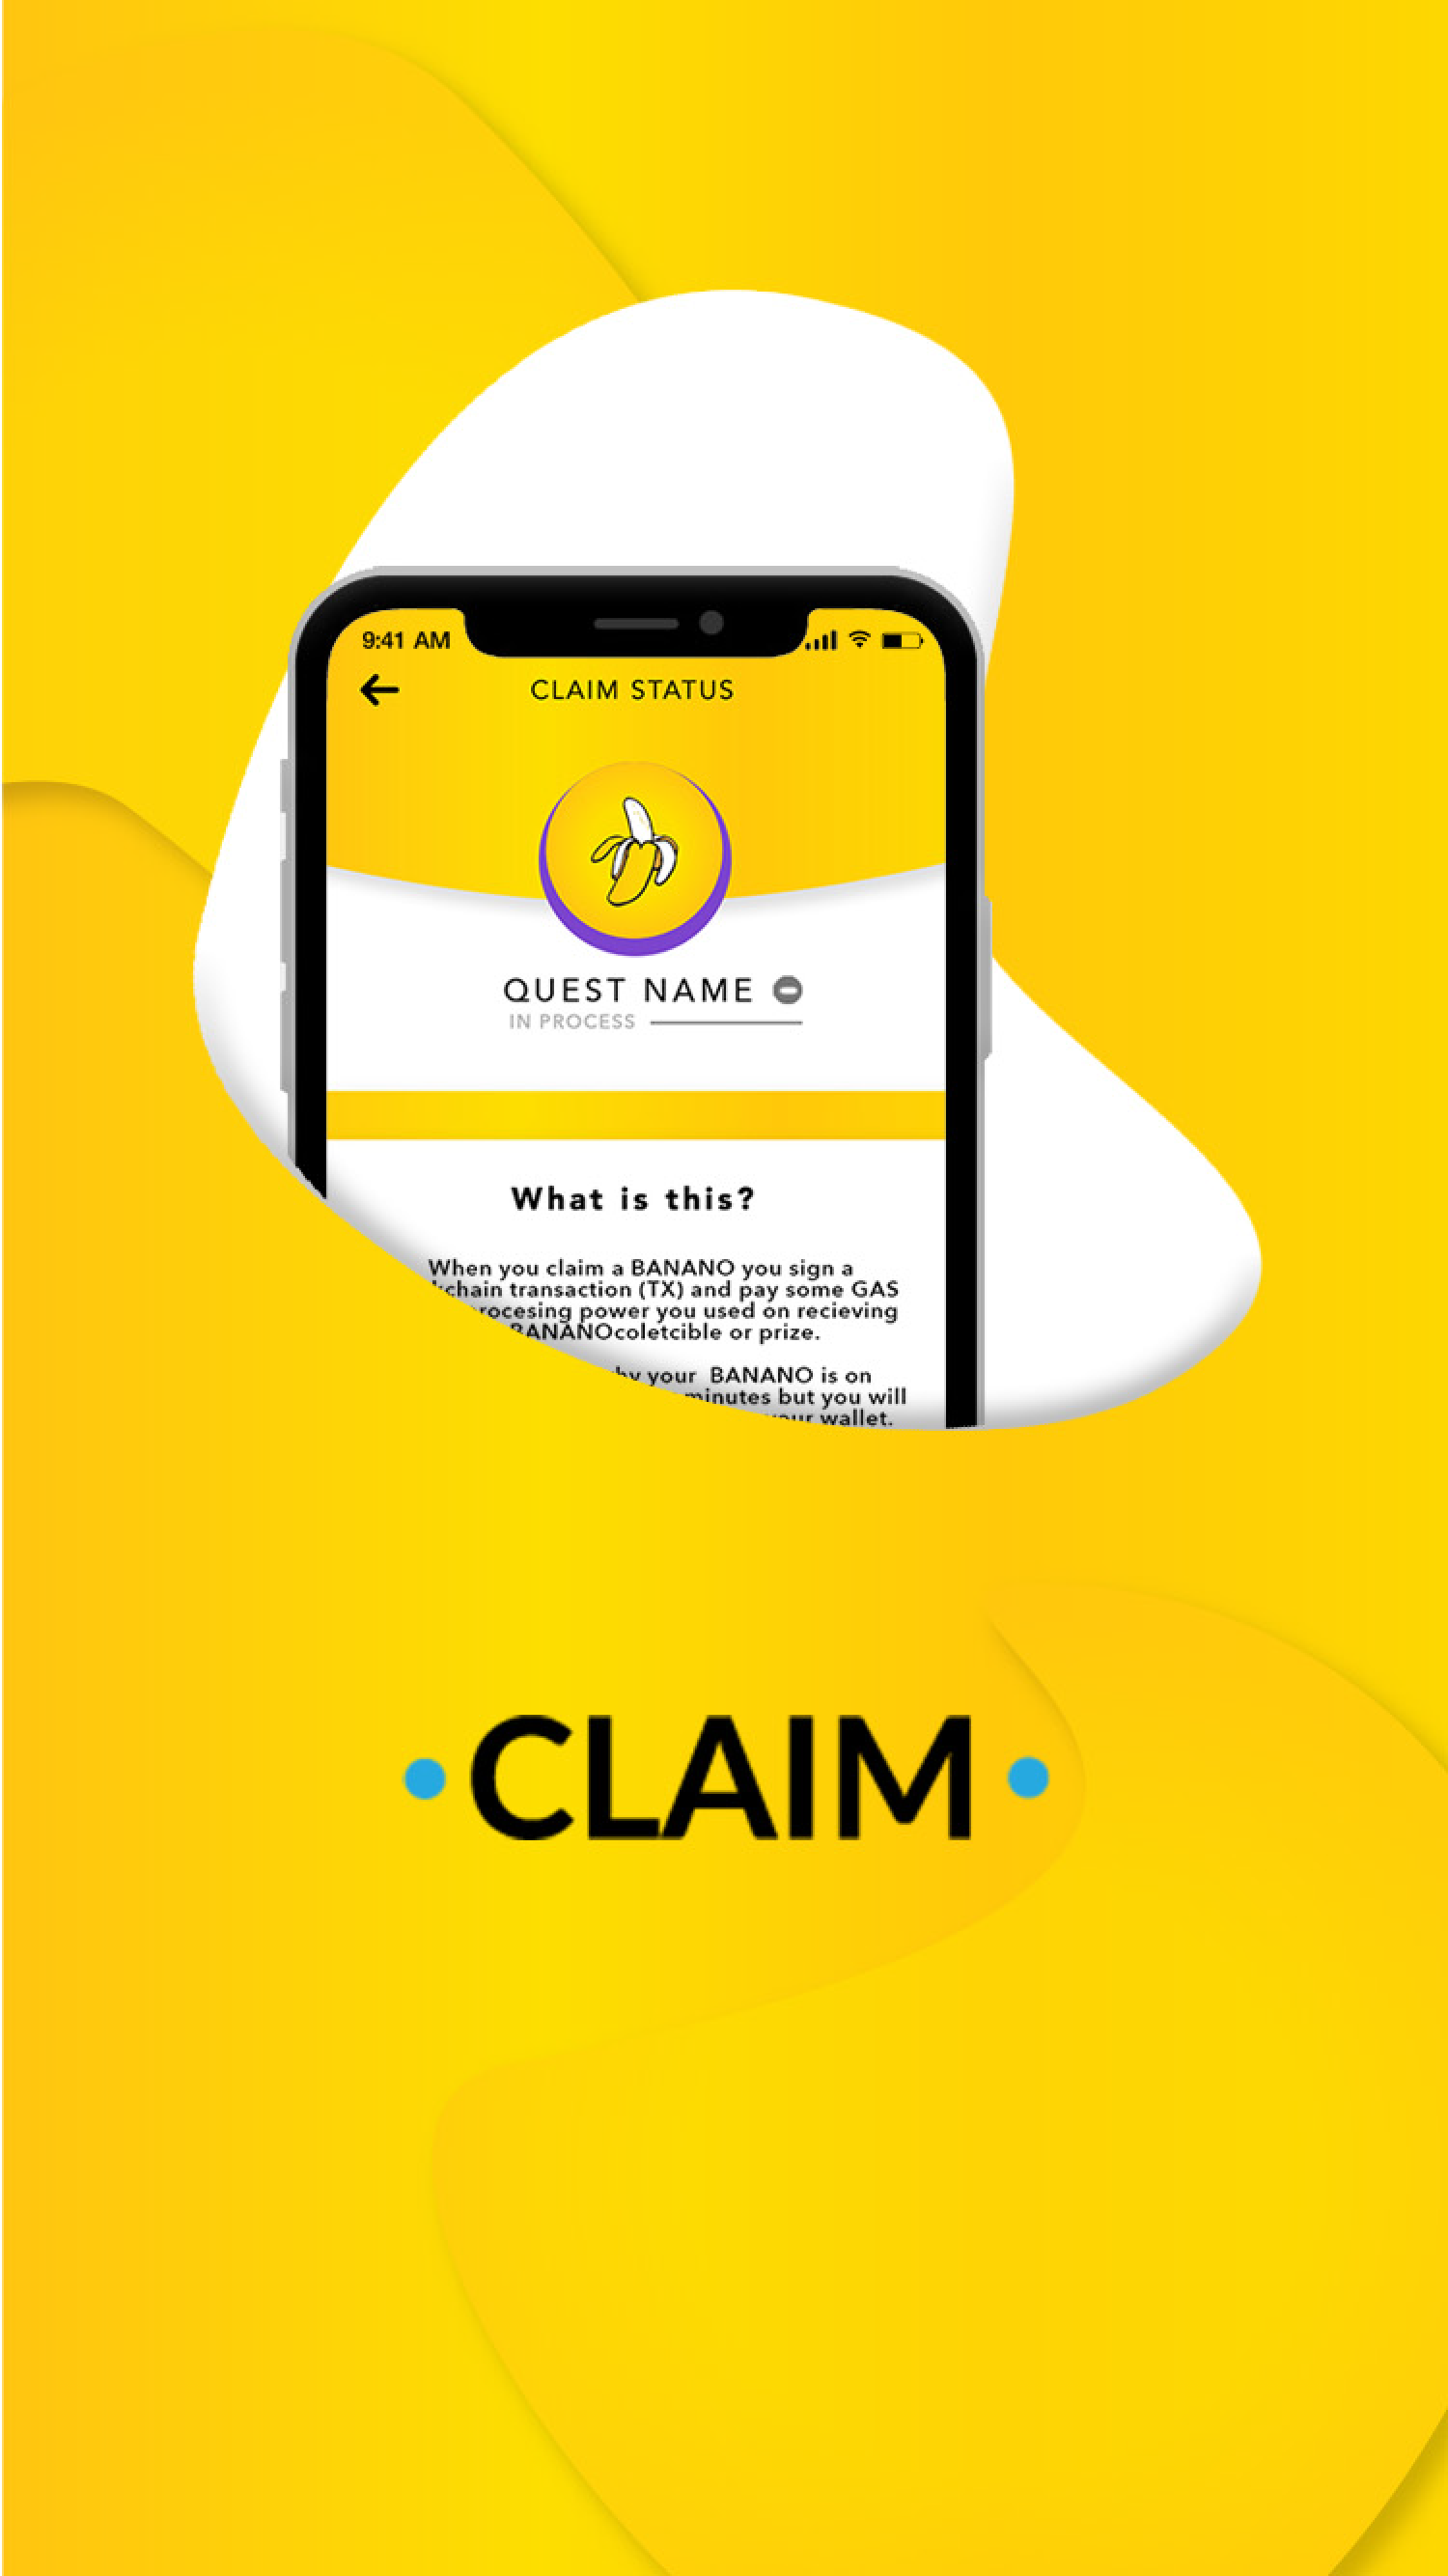 9:41 AM
CLAIM STATUS
QUEST NAME
IN PROCESS
What is this?
When you claim a BANANO you sign a
transaction (TX) and pay some GAS
power you used on recieving
BANANOcoletcible or prize.
your BANANO is on
minutes but you will
wallet.
CLAIM